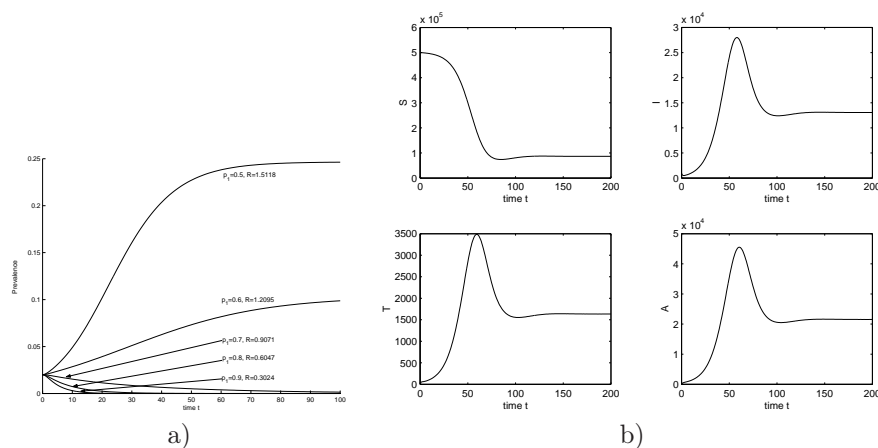 0.25
0.2
0.15
0.1
0.05
0
Prevalence
p1=0.5, R=1.5118
p1=0.6, R=1.2095
p1=0.7, R=0.9071
p1=0.8, R=0.6047
p1=0.9, R=0.3024
0 10 20 30 40 50 60 70 80 90 100
time t
a)
x 10^5
6
5
4
3
2
1
0
S
0 50 100 150 200
time t
x 10^4
3
2.5
2
1.5
1
0.5
0
I
0 50 100 150 200
time t
3500
3000
2500
2000
1500
1000
500
0
T
0 50 100 150 200
time t
x 10^4
5
4
3
2
1
0
A
0 50 100 150 200
time t
b)